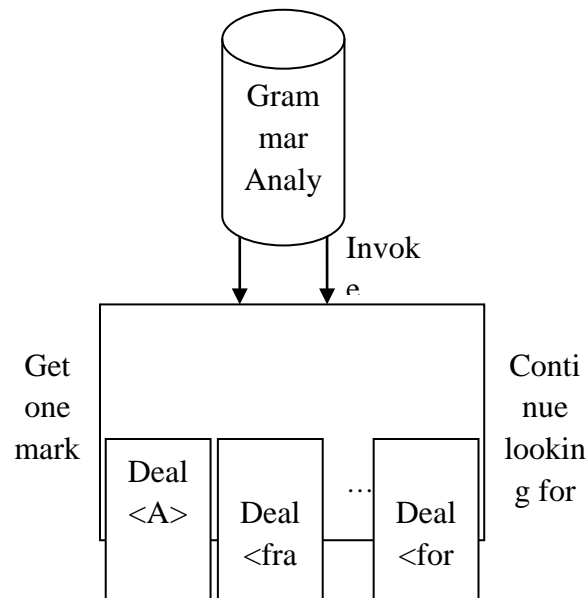 Gram
mar
Analy
Invok
e
Get
one
mark
Conti
nue
lookin
g for
Deal
<A>
Deal
<fra
...
Deal
<for